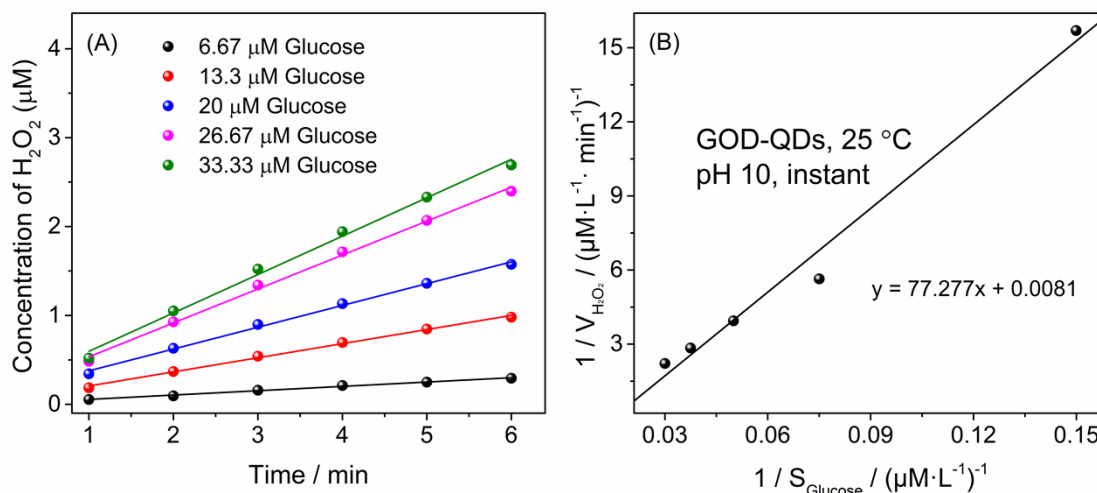 (A)
6.67 μM Glucose
13.3 μM Glucose
20 μM Glucose
26.67 μM Glucose
33.33 μM Glucose
Concentration of H₂O₂ (μM)
4
3
2
1
0
1 2 3 4 5 6
Time / min
(B)
GOD-QDs, 25 °C
pH 10, instant
y = 77.277x + 0.0081
1 / V_H₂O₂ / (μM·L⁻¹· min⁻¹)⁻¹
15
12
9
6
3
0.03 0.06 0.09 0.12 0.15
1 / S_Glucose / (μM·L⁻¹)⁻¹